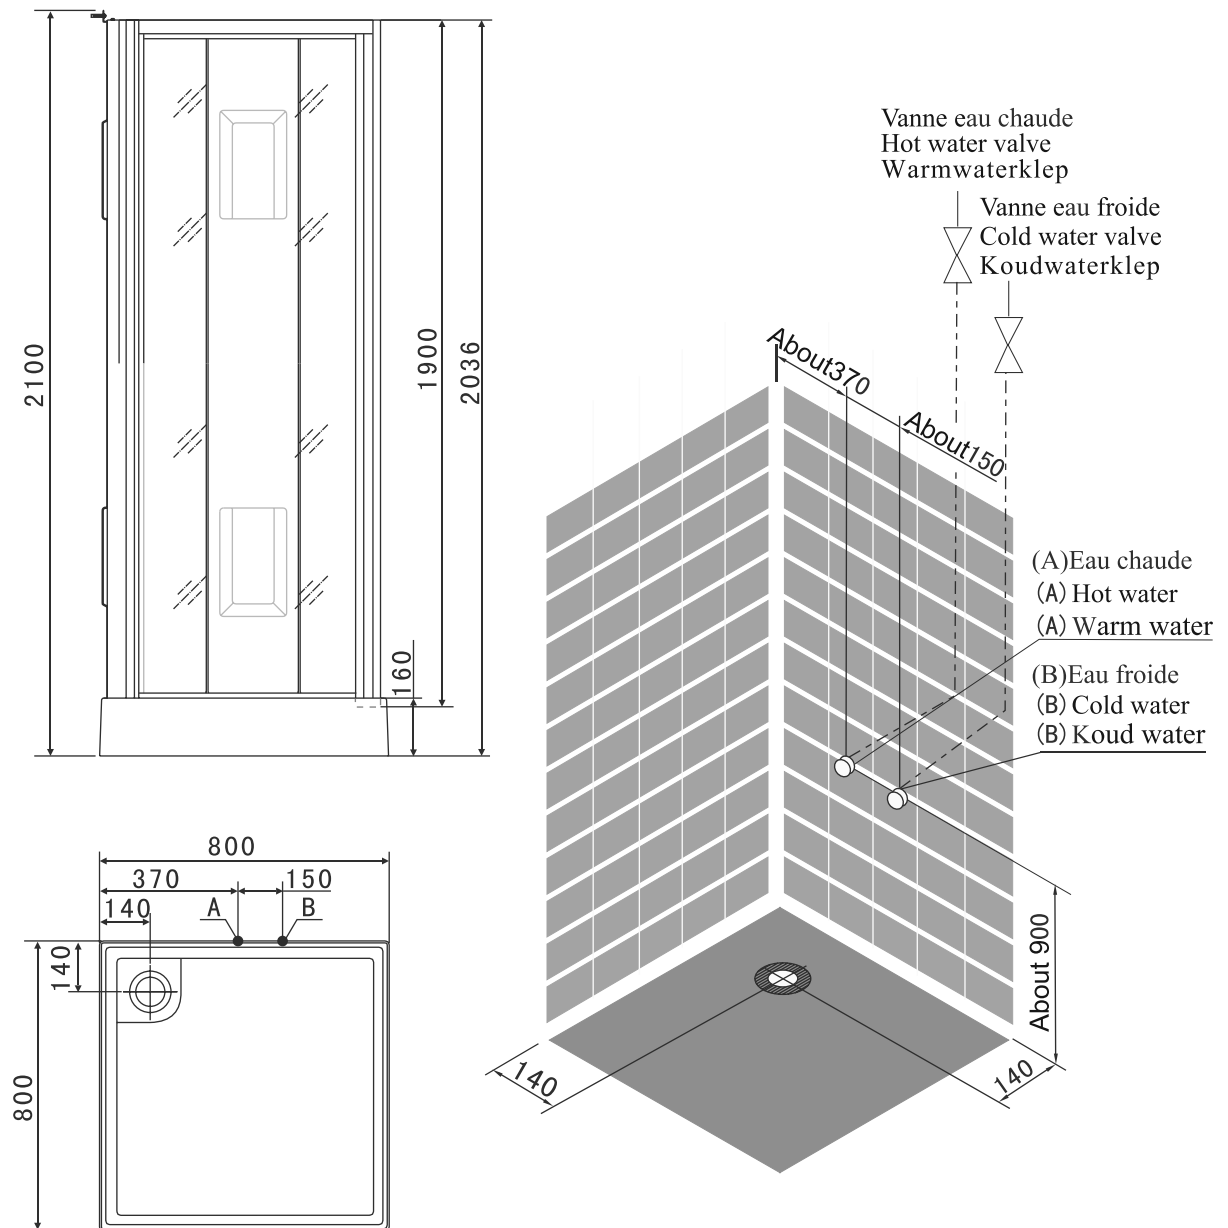 2100
1900
2036
160
Vanne eau chaude
Hot water valve
Warmwaterklep
Vanne eau froide
Cold water valve
Koudwaterklep
About370
About150
(A)Eau chaude
(A) Hot water
(A) Warm water
(B)Eau froide
(B) Cold water
(B) Koud water
About 900
140
140
800
370
150
140
A
B
140
800